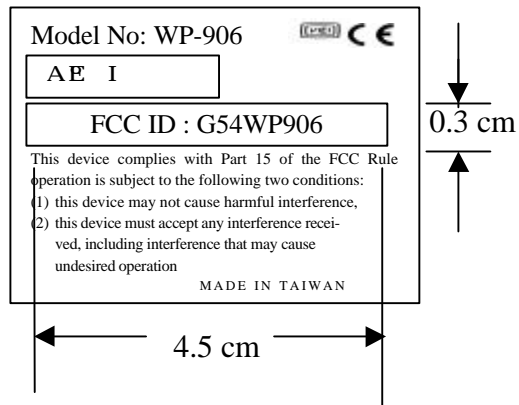 Model No: WP-906 CE
AE I
FCC ID : G54WP906
0.3 cm
This device complies with Part 15 of the FCC Rule
operation is subject to the following two conditions:
(1) this device may not cause harmful interference,
(2) this device must accept any interference recei-
ved, including interference that may cause
undesired operation
MADE IN TAIWAN
4.5 cm